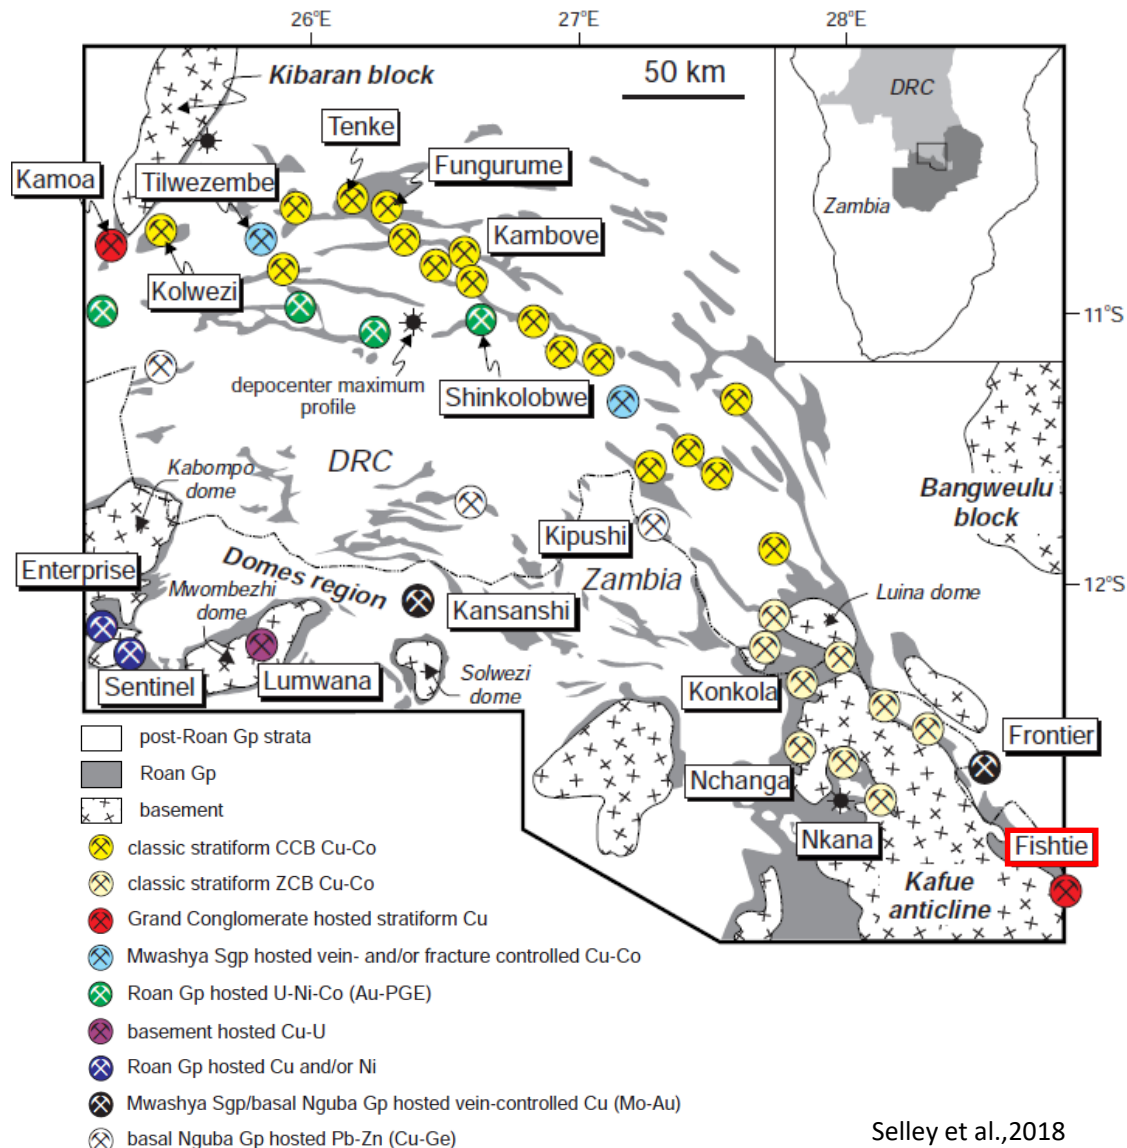 26°E
27°E
28°E
Kibaran block
50 km
DRC
Zambia
Tenke
Fungurume
Kamoa
Tilwezembe
Kambove
Kolwezi
11°S
depocenter maximum
profile
Shinkolobwe
Kabompo
dome
DRC
Bangweulu
block
Kipushi
Enterprise
Domes region
Mwombezhi
dome
Kansanshi
Zambia
12°S
Luina dome
Sentinel
Lumwana
Solwezi
dome
Konkola
Frontier
Nchanga
Nkana
Fishtie
Kafue
anticline
post-Roan Gp strata
Roan Gp
basement
classic stratiform CCB Cu-Co
classic stratiform ZCB Cu-Co
Grand Conglomerate hosted stratiform Cu
Mwashya Sgp hosted vein- and/or fracture controlled Cu-Co
Roan Gp hosted U-Ni-Co (Au-PGE)
basement hosted Cu-U
Roan Gp hosted Cu and/or Ni
Mwashya Sgp/basal Nguba Gp hosted vein-controlled Cu (Mo-Au)
basal Nguba Gp hosted Pb-Zn (Cu-Ge)
Selley et al.,2018